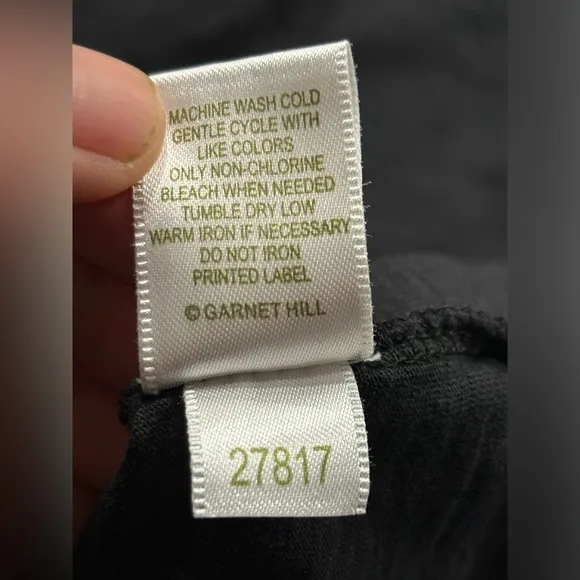 MACHINE WASH COLD
GENTLE CYCLE WITH
LIKE COLORS
ONLY NON-CHLORINE
BLEACH WHEN NEEDED
TUMBLE DRY LOW
WARM IRON IF NECESSARY
DO NOT IRON
PRINTED LABEL
© GARNET HILL
27817